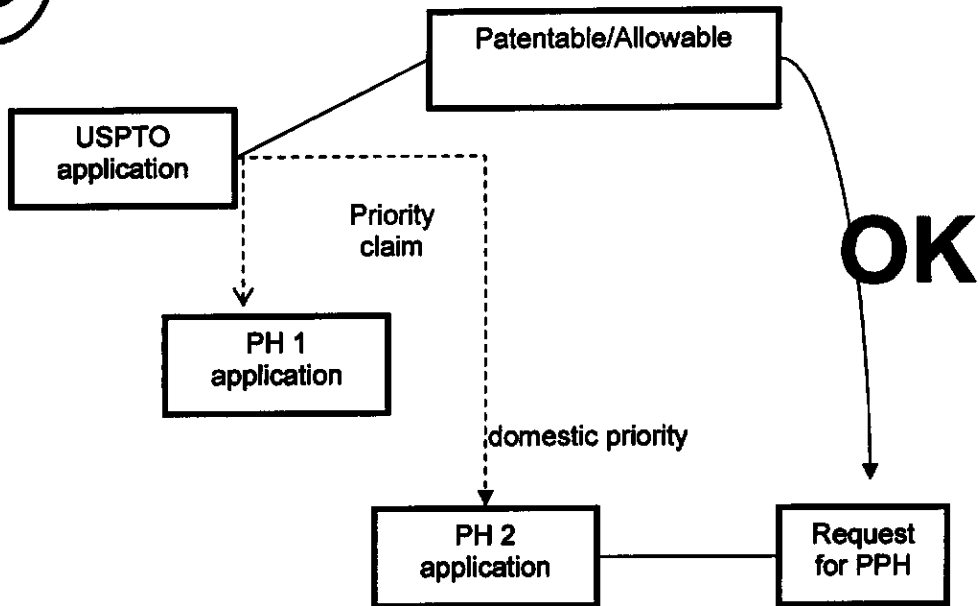 Patentable/Allowable
USPTO
application
Priority
claim
OK
PH 1
application
domestic priority
PH 2
application
Request
for PPH